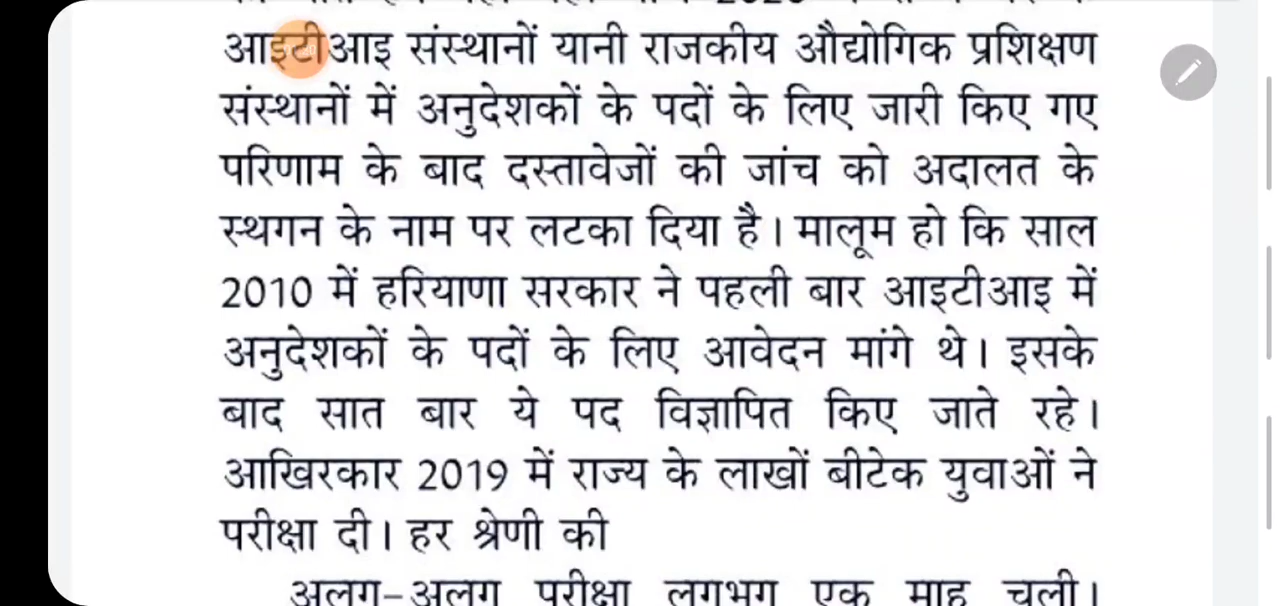 आइटीआइ संस्थानों यानी राजकीय औद्योगिक प्रशिक्षण
संस्थानों में अनुदेशकों के पदों के लिए जारी किए गए
परिणाम के बाद दस्तावेजों की जांच को अदालत के
स्थगन के नाम पर लटका दिया है। मालूम हो कि साल
2010 में हरियाणा सरकार ने पहली बार आइटीआइ में
अनुदेशकों के पदों के लिए आवेदन मांगे थे। इसके
बाद सात बार ये पद विज्ञापित किए जाते रहे।
आखिरकार 2019 में राज्य के लाखों बीटेक युवाओं ने
परीक्षा दी। हर श्रेणी की
अलग-अलग परीक्षा लगभग एक माह चली।